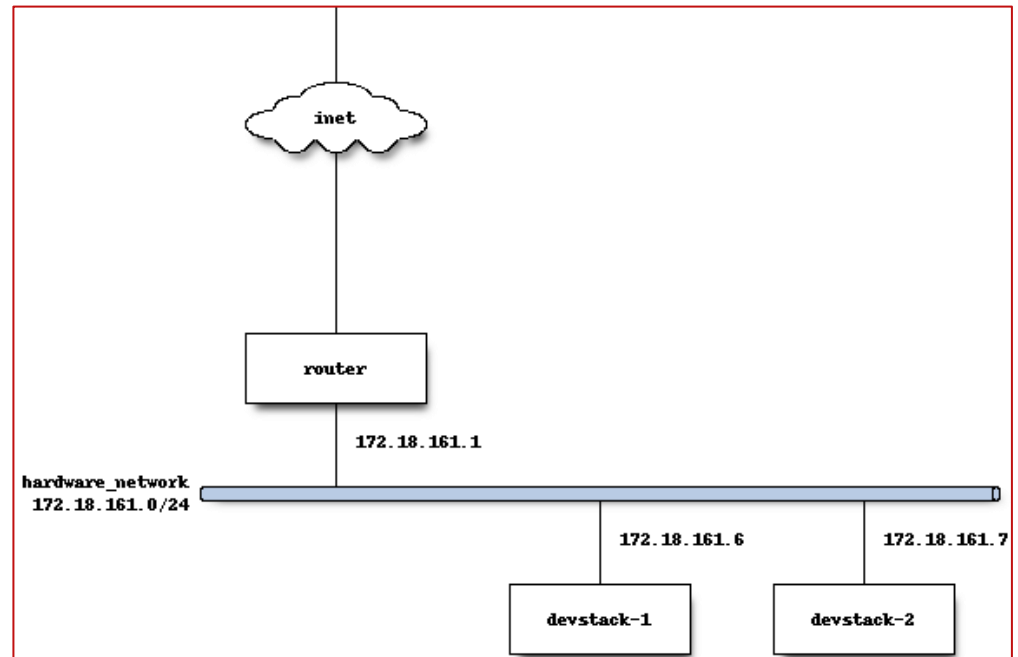 inet
router
172.18.161.1
hardware_network
172.18.161.0/24
172.18.161.6
172.18.161.7
devstack-1
devstack-2